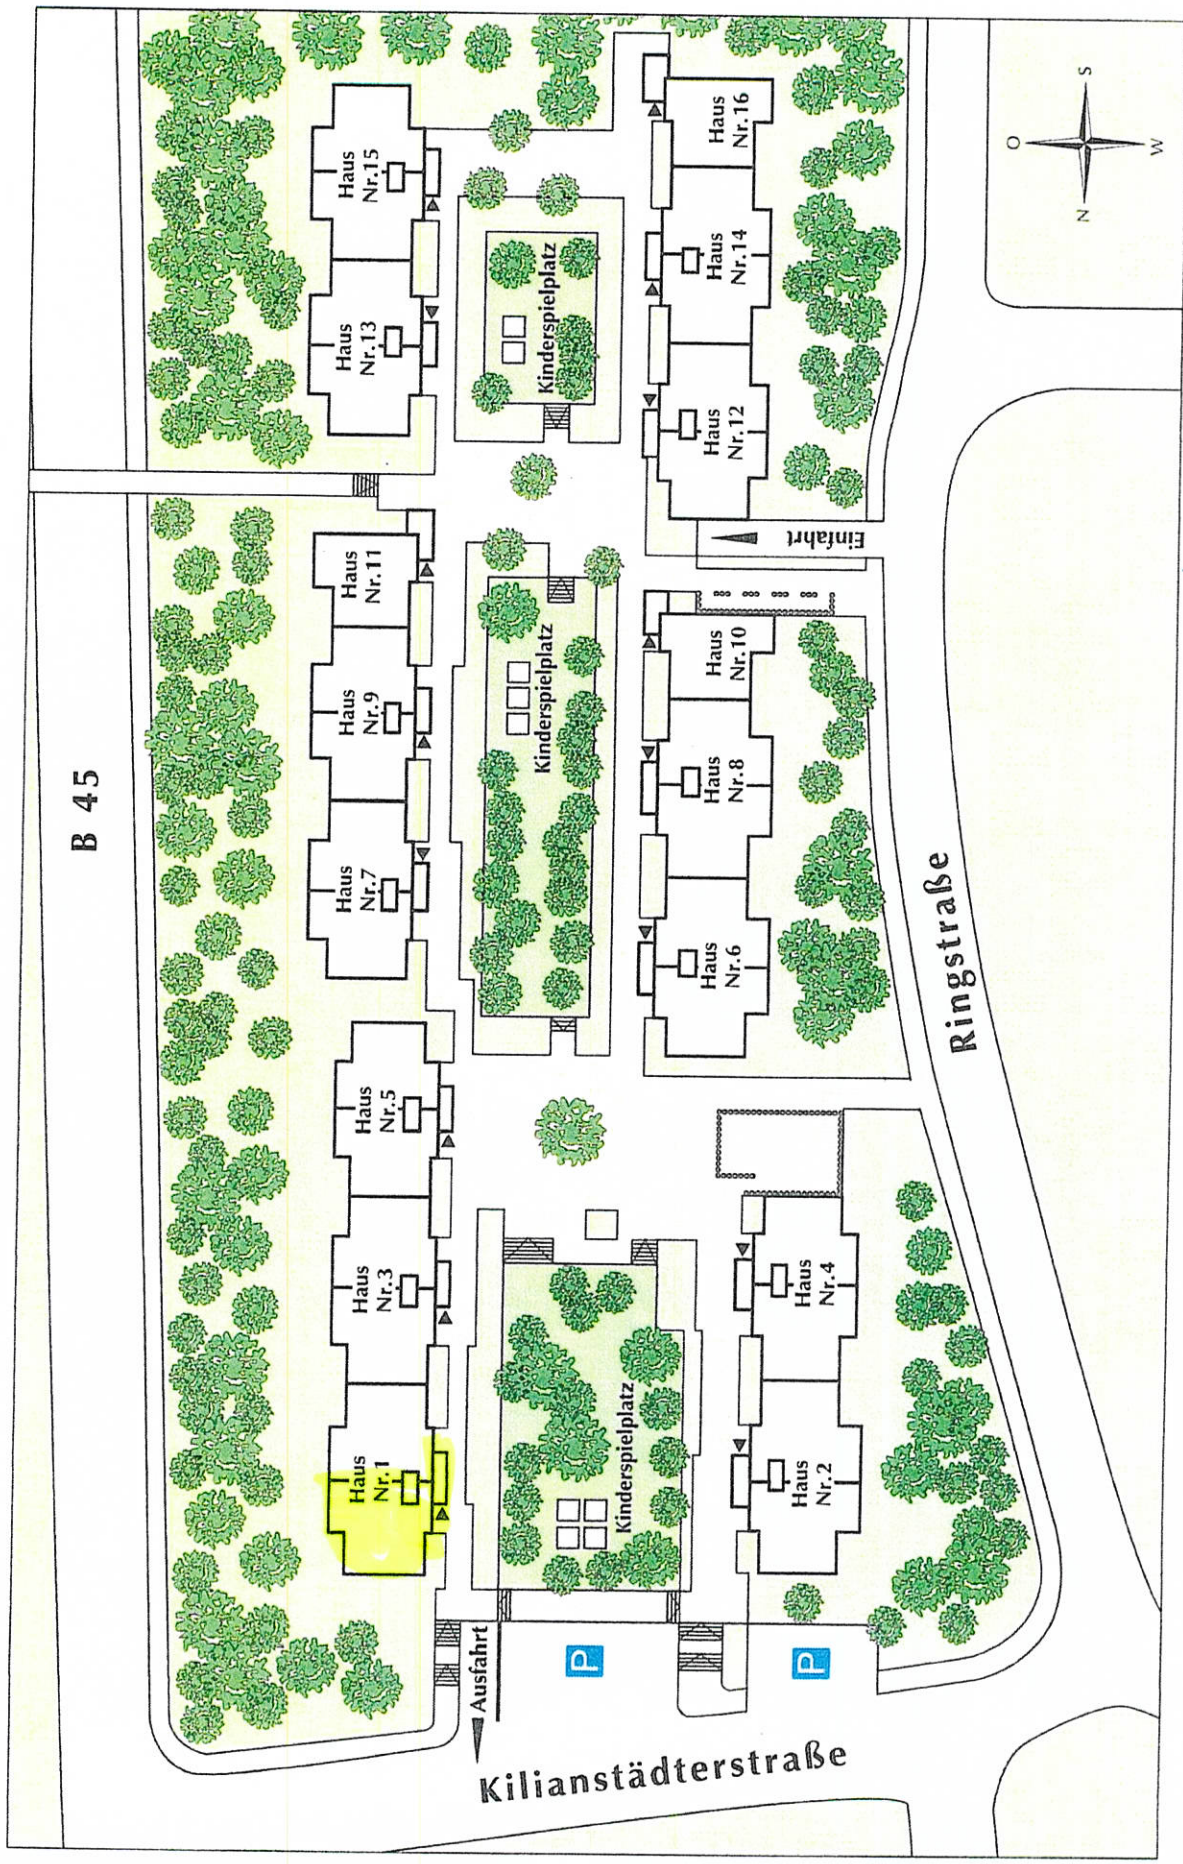 B 45
Haus
Nr.1
Haus
Nr.3
Haus
Nr.5
Haus
Nr.7
Haus
Nr.9
Haus
Nr.11
Haus
Nr.13
Haus
Nr.15
Kinderspielplatz
Kinderspielplatz
Kinderspielplatz
Haus
Nr.2
Haus
Nr.4
Haus
Nr.6
Haus
Nr.8
Haus
Nr.10
Haus
Nr.12
Haus
Nr.14
Haus
Nr.16
Einfahrt
Ausfahrt
P
P
Kilianstädterstraße
Ringstraße
N
O
S
W